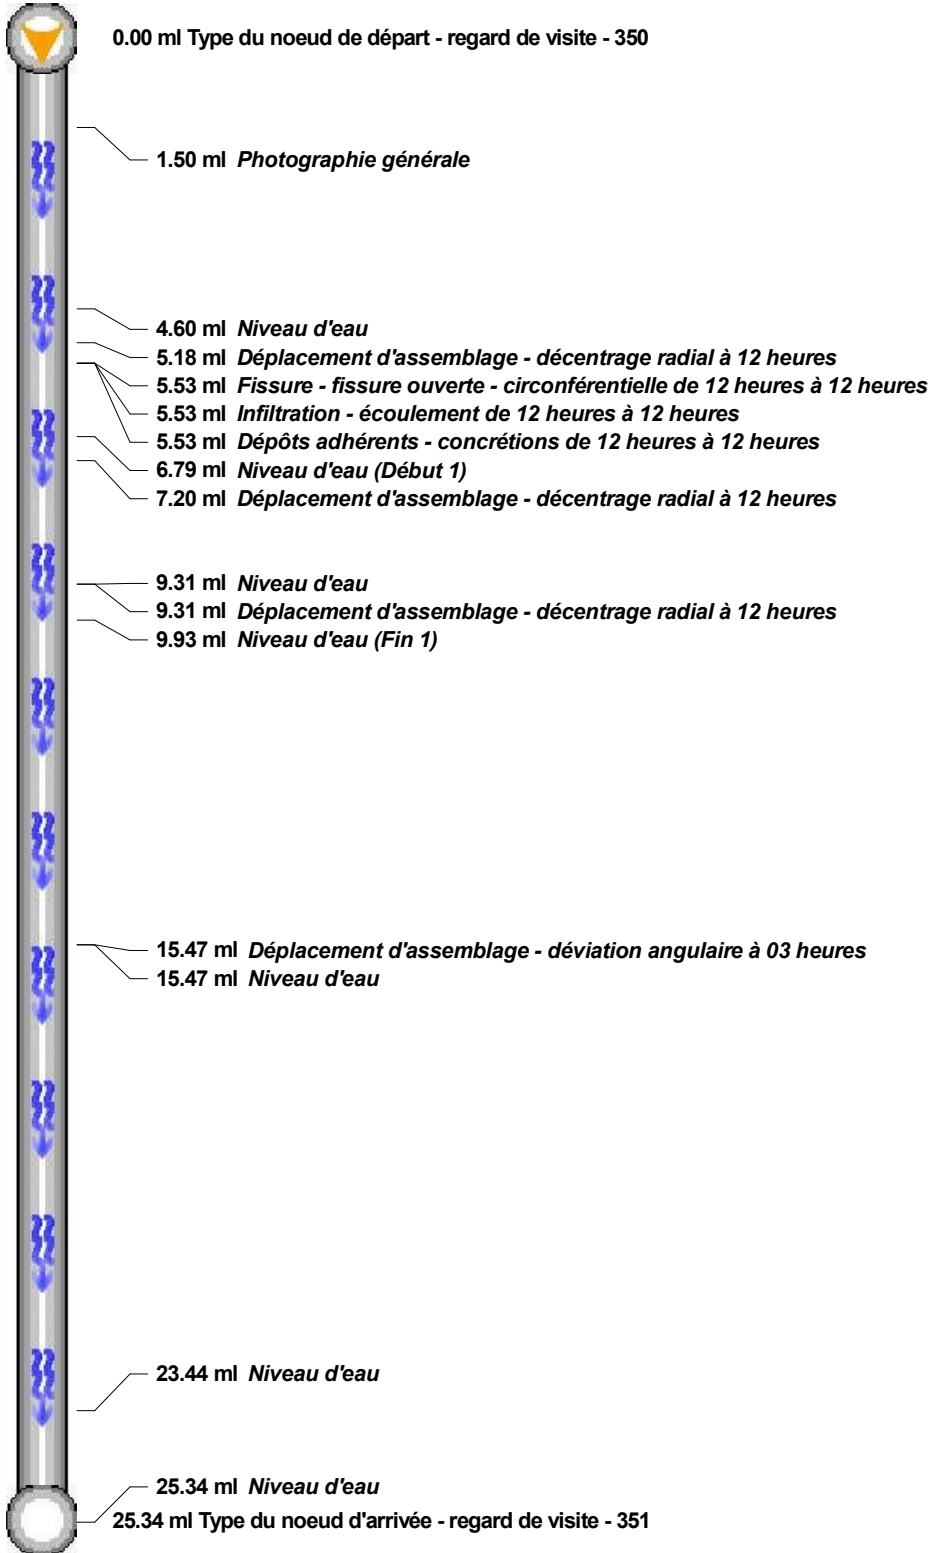 0.00 ml Type du noeud de départ - regard de visite - 350
1.50 ml Photographie générale
4.60 ml Niveau d'eau
5.18 ml Déplacement d'assemblage - décentrage radial à 12 heures
5.53 ml Fissure - fissure ouverte - circonférentielle de 12 heures à 12 heures
5.53 ml Infiltration - écoulement de 12 heures à 12 heures
5.53 ml Dépôts adhérents - concrétions de 12 heures à 12 heures
6.79 ml Niveau d'eau (Début 1)
7.20 ml Déplacement d'assemblage - décentrage radial à 12 heures
9.31 ml Niveau d'eau
9.31 ml Déplacement d'assemblage - décentrage radial à 12 heures
9.93 ml Niveau d'eau (Fin 1)
15.47 ml Déplacement d'assemblage - déviation angulaire à 03 heures
15.47 ml Niveau d'eau
23.44 ml Niveau d'eau
25.34 ml Niveau d'eau
25.34 ml Type du noeud d'arrivée - regard de visite - 351